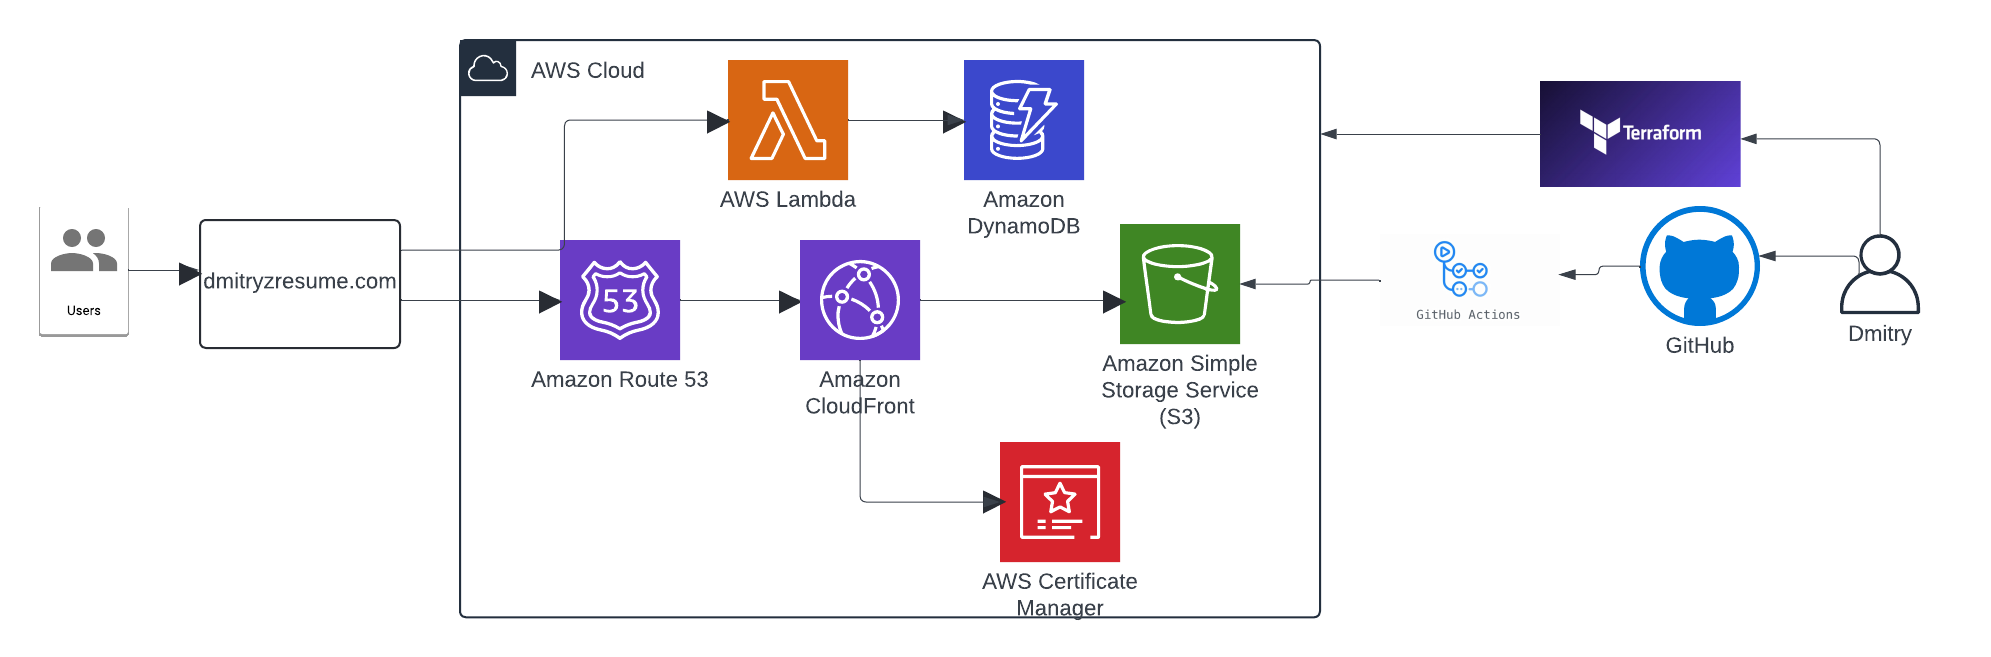 AWS Cloud
AWS Lambda
Amazon
DynamoDB
Terraform
Users
dmitryzresume.com
53
Amazon Route 53
Amazon
CloudFront
Amazon Simple
Storage Service
(S3)
GitHub Actions
GitHub
Dmitry
AWS Certificate
Manager